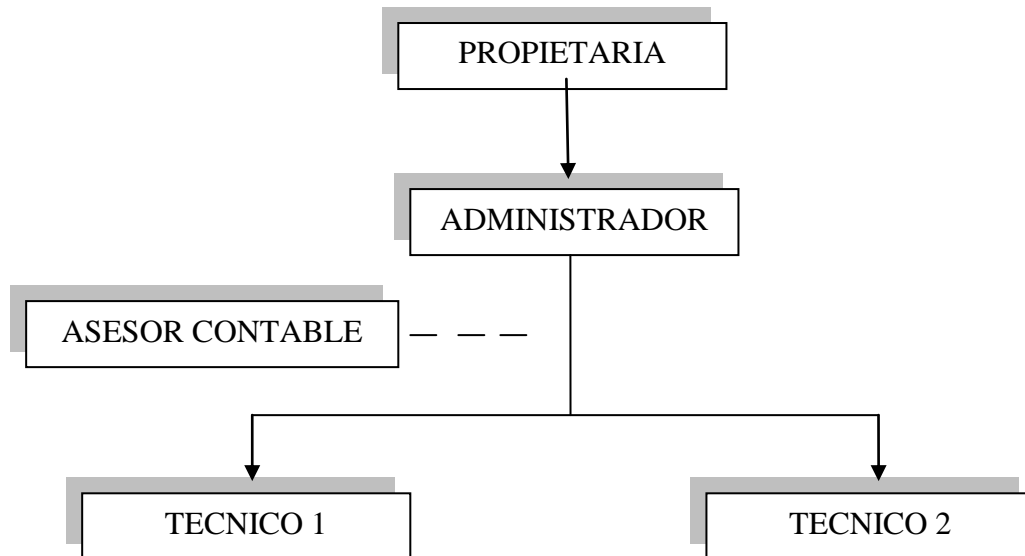 PROPIETARIA
ADMINISTRADOR
ASESOR CONTABLE
TECNICO 1
TECNICO 2